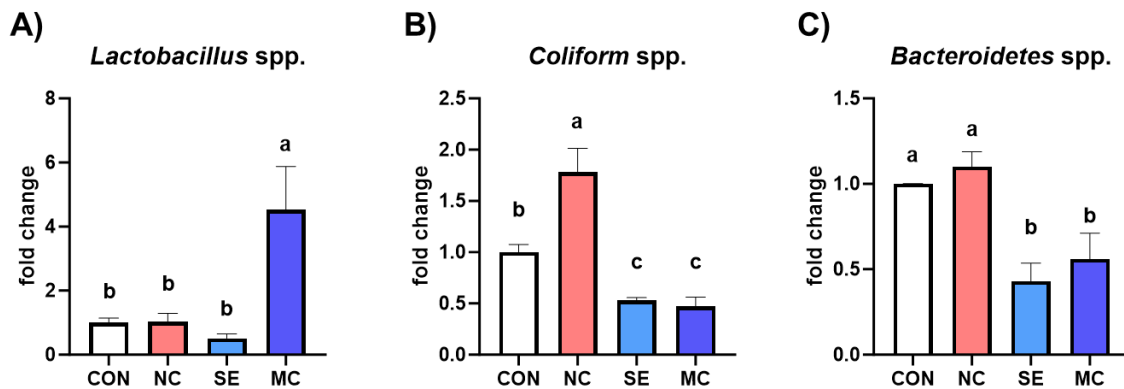 A)
Lactobacillus spp.
fold change
8
6
4
2
0
b
b
b
a
CON NC SE MC
B)
Coliform spp.
fold change
2.5
2.0
1.5
1.0
0.5
0.0
b
a
c
c
CON NC SE MC
C)
Bacteroidetes spp.
fold change
1.5
1.0
0.5
0.0
a
a
b
b
CON NC SE MC